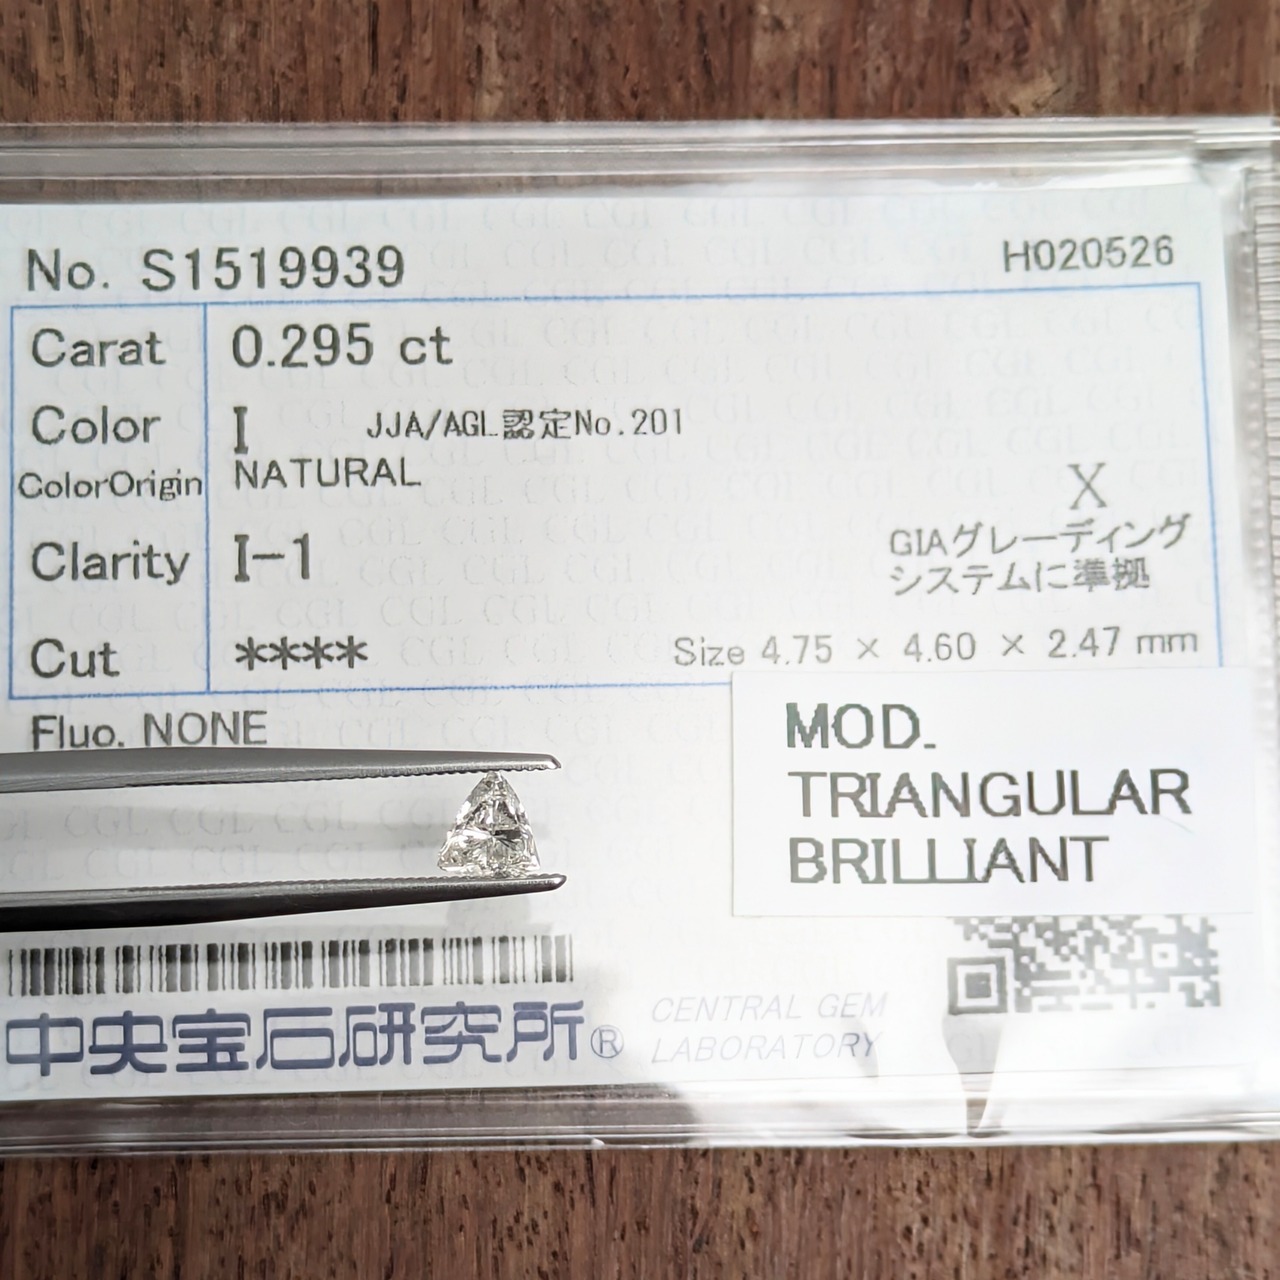 No. S1519939
H020526
Carat 0.295 ct
Color I JJA/AGL認定No.201
ColorOrigin NATURAL
X
Clarity I-1
GIAグレーディング
システムに準拠
Cut ****
Size 4.75 × 4.60 × 2.47 mm
Fluo. NONE
MOD.
TRIANGULAR
BRILLIANT
中央宝石研究所®
CENTRAL GEM
LABORATORY